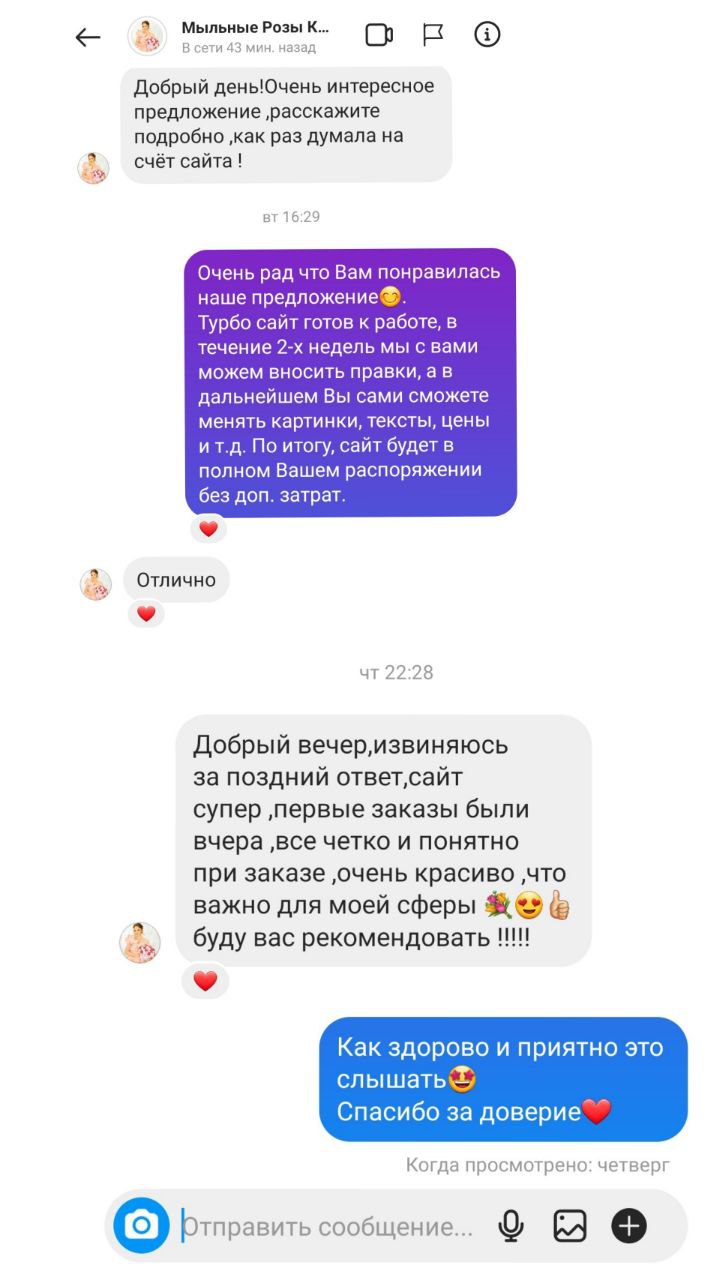 Мыльные Розы К...
В сети 43 мин. назад
Добрый день!Очень интересное
предложение ,расскажите
подробно ,как раз думала на
счёт сайта !
вт 16:29
Очень рад что Вам понравилась
наше предложение😊.
Турбо сайт готов к работе, в
течение 2-х недель мы с вами
можем вносить правки, а в
дальнейшем Вы сами сможете
менять картинки, тексты, цены
и т.д. По итогу, сайт будет в
полном Вашем распоряжении
без доп. затрат.
Отлично
чт 22:28
Добрый вечер,извиняюсь
за поздний ответ,сайт
супер ,первые заказы были
вчера ,все четко и понятно
при заказе ,очень красиво ,что
важно для моей сферы 💐😍👍🏼
буду вас рекомендовать !!!!!
Как здорово и приятно это
слышать🤩
Спасибо за доверие❤️
Когда просмотрено: четверг
Отправить сообщение...